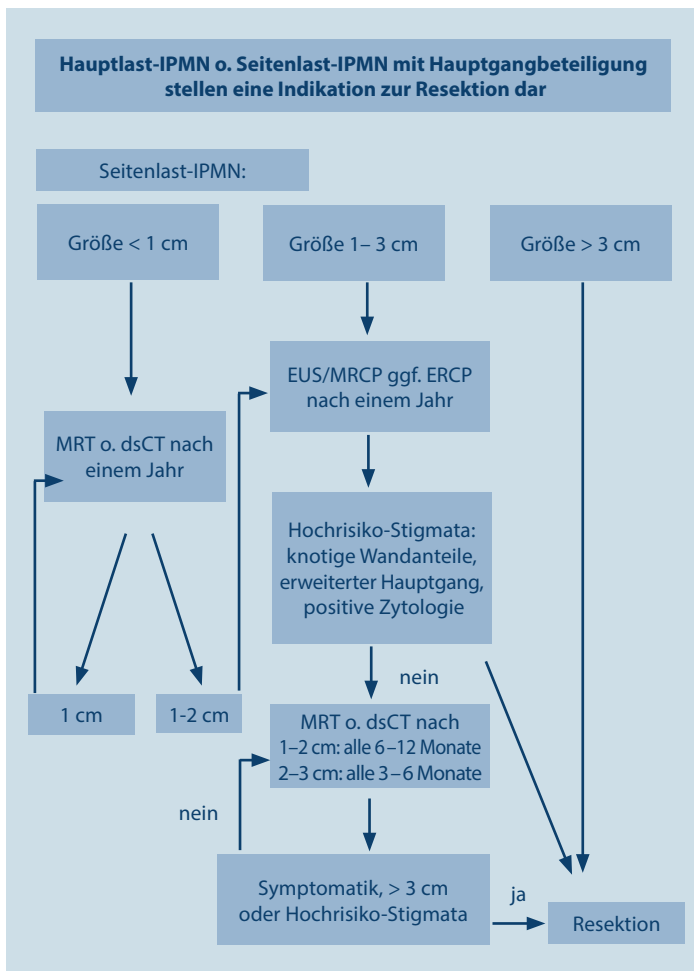 Hauptlast-IPMN o. Seitenlast-IPMN mit Hauptgangbeteiligung
stellen eine Indikation zur Resektion dar
Seitenlast-IPMN:
Größe < 1 cm
Größe 1– 3 cm
Größe > 3 cm
EUS/MRCP ggf. ERCP
nach einem Jahr
MRT o. dsCT nach
einem Jahr
Hochrisiko-Stigmata:
knotige Wandanteile,
erweiterter Hauptgang,
positive Zytologie
nein
1 cm
1-2 cm
MRT o. dsCT nach
1–2 cm: alle 6–12 Monate
2–3 cm: alle 3–6 Monate
nein
Symptomatik, > 3 cm
oder Hochrisiko-Stigmata
ja
Resektion